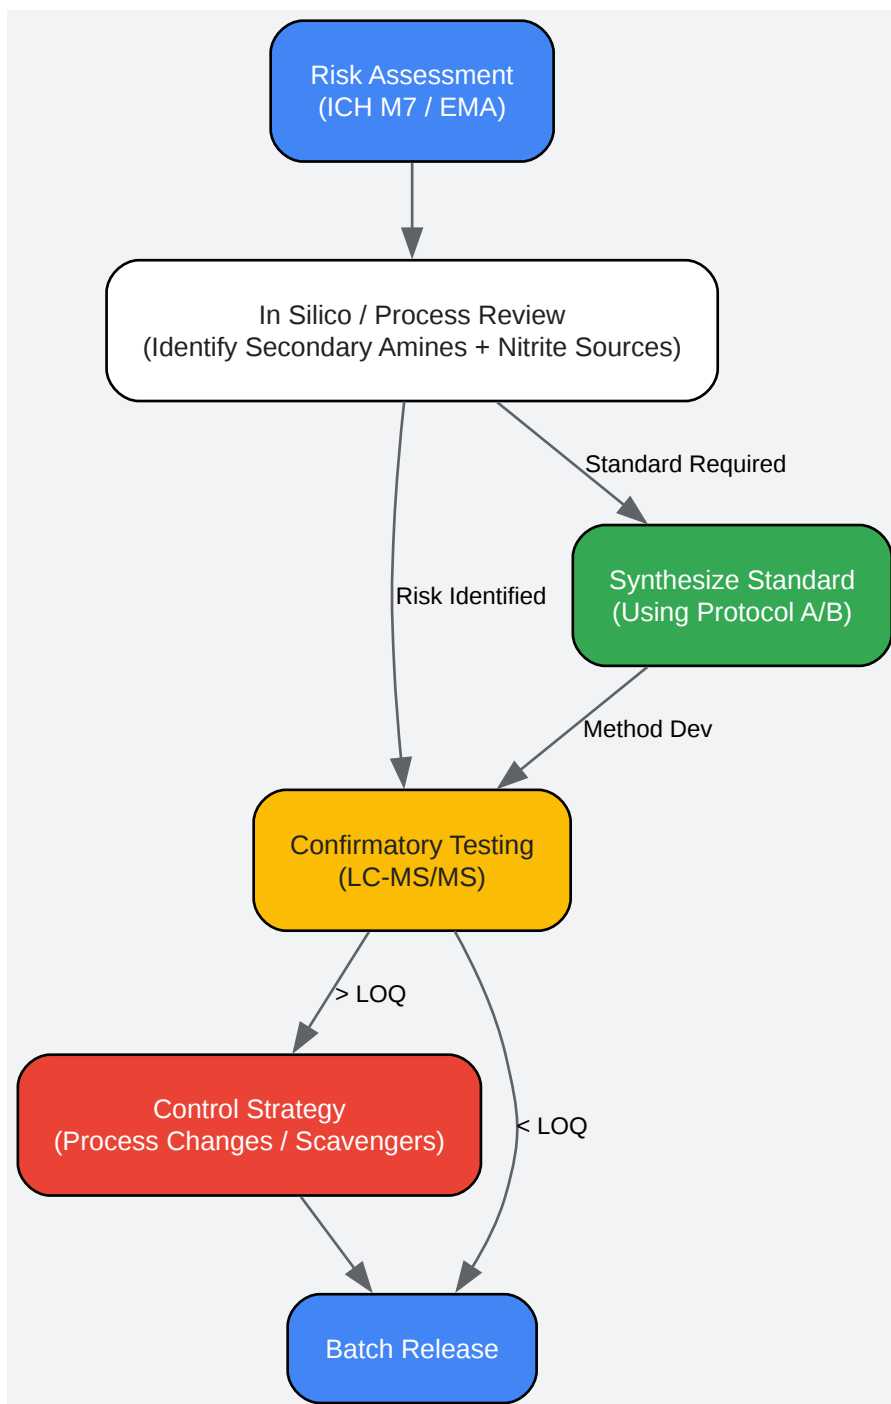 Risk Assessment
(ICH M7 / EMA)
In Silico / Process Review
(Identify Secondary Amines + Nitrite Sources)
Standard Required
Synthesize Standard
(Using Protocol A/B)
Risk Identified
Method Dev
Confirmatory Testing
(LC-MS/MS)
> LOQ
Control Strategy
(Process Changes / Scavengers)
< LOQ
Batch Release